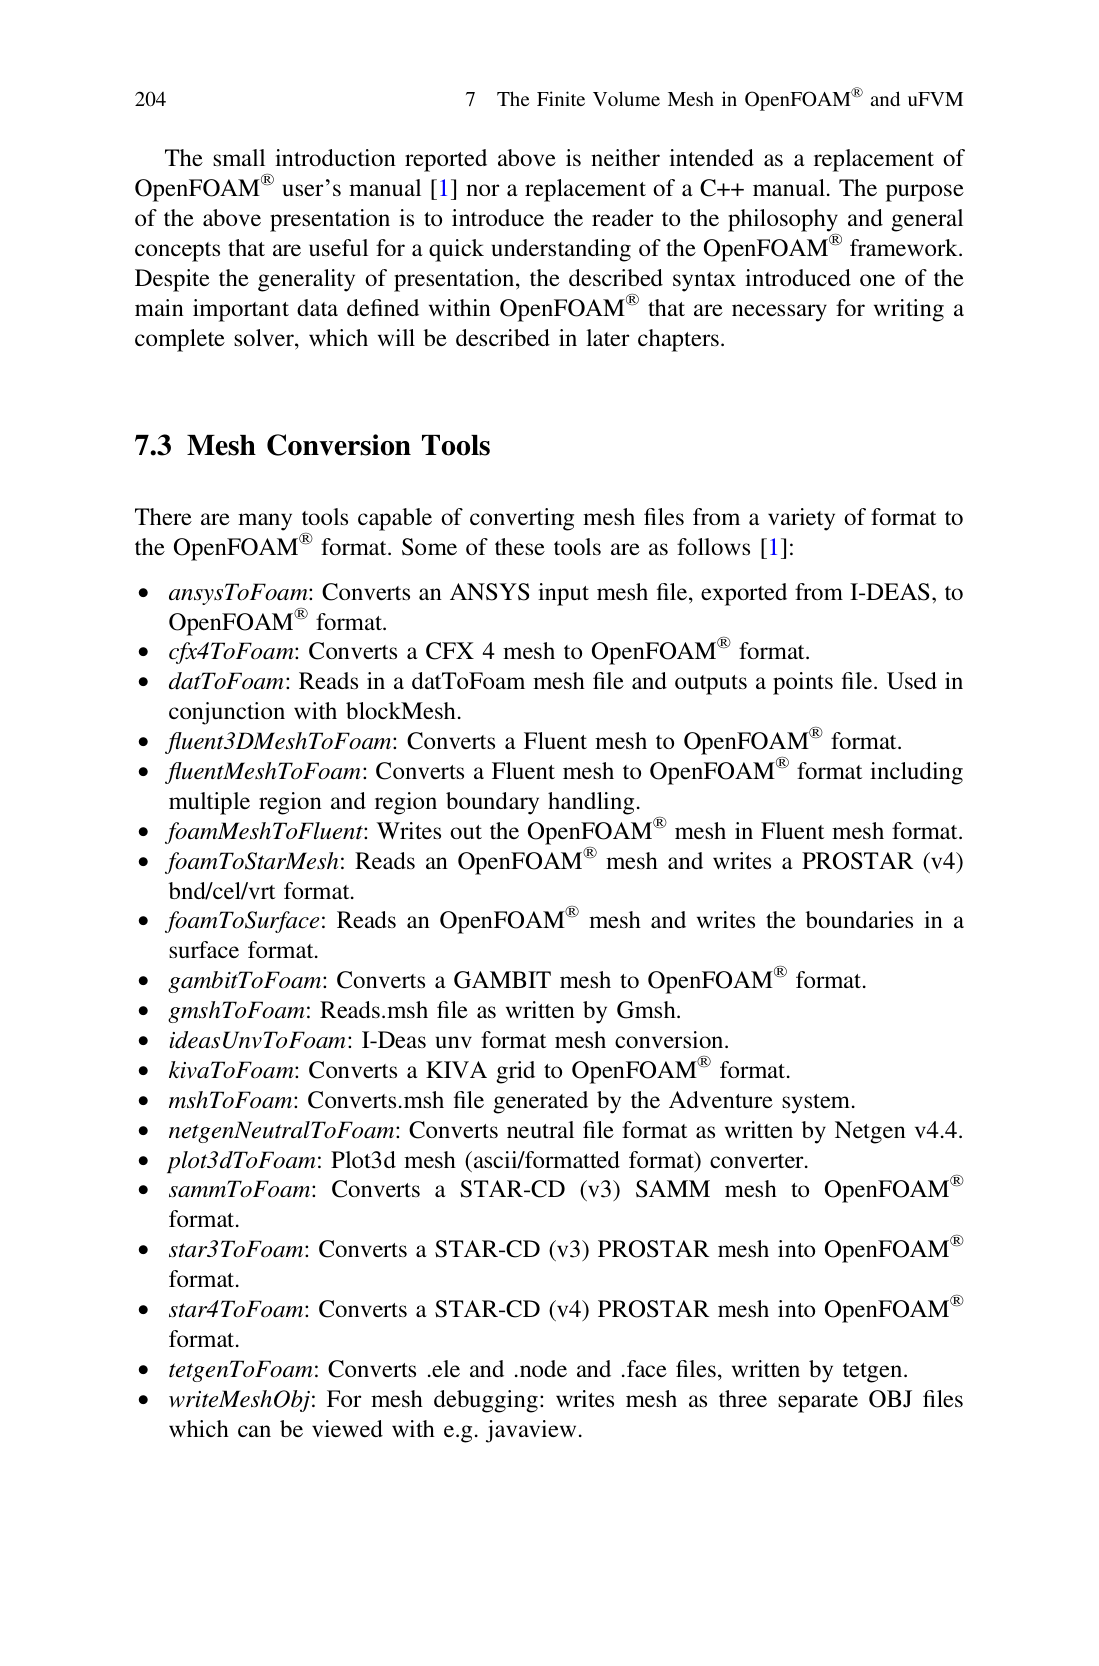 204
7 The Finite Volume Mesh in OpenFOAM® and uFVM
The small introduction reported above is neither intended as a replacement of
OpenFOAM® user's manual [1] nor a replacement of a C++ manual. The purpose
of the above presentation is to introduce the reader to the philosophy and general
concepts that are useful for a quick understanding of the OpenFOAM® framework.
Despite the generality of presentation, the described syntax introduced one of the
main important data defined within OpenFOAM® that are necessary for writing a
complete solver, which will be described in later chapters.
7.3 Mesh Conversion Tools
There are many tools capable of converting mesh files from a variety of format to
the OpenFOAM® format. Some of these tools are as follows [1]:
• ansysToFoam: Converts an ANSYS input mesh file, exported from I-DEAS, to
OpenFOAM® format.
• cfx4ToFoam: Converts a CFX 4 mesh to OpenFOAM® format.
• datToFoam: Reads in a datToFoam mesh file and outputs a points file. Used in
conjunction with blockMesh.
• fluent3DMeshToFoam: Converts a Fluent mesh to OpenFOAM® format.
• fluentMeshToFoam: Converts a Fluent mesh to OpenFOAM® format including
multiple region and region boundary handling.
• foamMeshToFluent: Writes out the OpenFOAM® mesh in Fluent mesh format.
• foamToStarMesh: Reads an OpenFOAM® mesh and writes a PROSTAR (v4)
bnd/cel/vrt format.
• foamToSurface: Reads an OpenFOAM® mesh and writes the boundaries in a
surface format.
• gambitToFoam: Converts a GAMBIT mesh to OpenFOAM® format.
• gmshToFoam: Reads.msh file as written by Gmsh.
• ideasUnvToFoam: I-Deas unv format mesh conversion.
• kivaToFoam: Converts a KIVA grid to OpenFOAM® format.
• mshToFoam: Converts.msh file generated by the Adventure system.
• netgenNeutralToFoam: Converts neutral file format as written by Netgen v4.4.
• plot3dToFoam: Plot3d mesh (ascii/formatted format) converter.
• sammToFoam: Converts a STAR-CD (v3) SAMM mesh to OpenFOAM®
format.
• star3ToFoam: Converts a STAR-CD (v3) PROSTAR mesh into OpenFOAM®
format.
• star4ToFoam: Converts a STAR-CD (v4) PROSTAR mesh into OpenFOAM®
format.
• tetgenToFoam: Converts .ele and .node and .face files, written by tetgen.
• writeMeshObj: For mesh debugging: writes mesh as three separate OBJ files
which can be viewed with e.g. javaview.